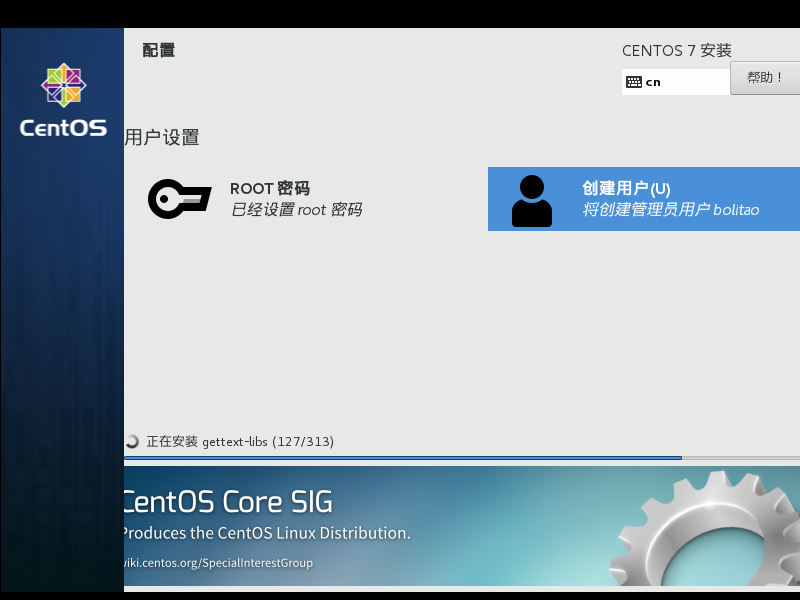 配置
CENTOS 7 安装
cn
帮助！
CentOS
用户设置
ROOT 密码
已经设置 root 密码
创建用户(U)
将创建管理员用户 bolitao
正在安装 gettext-libs (127/313)
CentOS Core SIG
Produces the CentOS Linux Distribution.
wiki.centos.org/SpecialInterestGroup